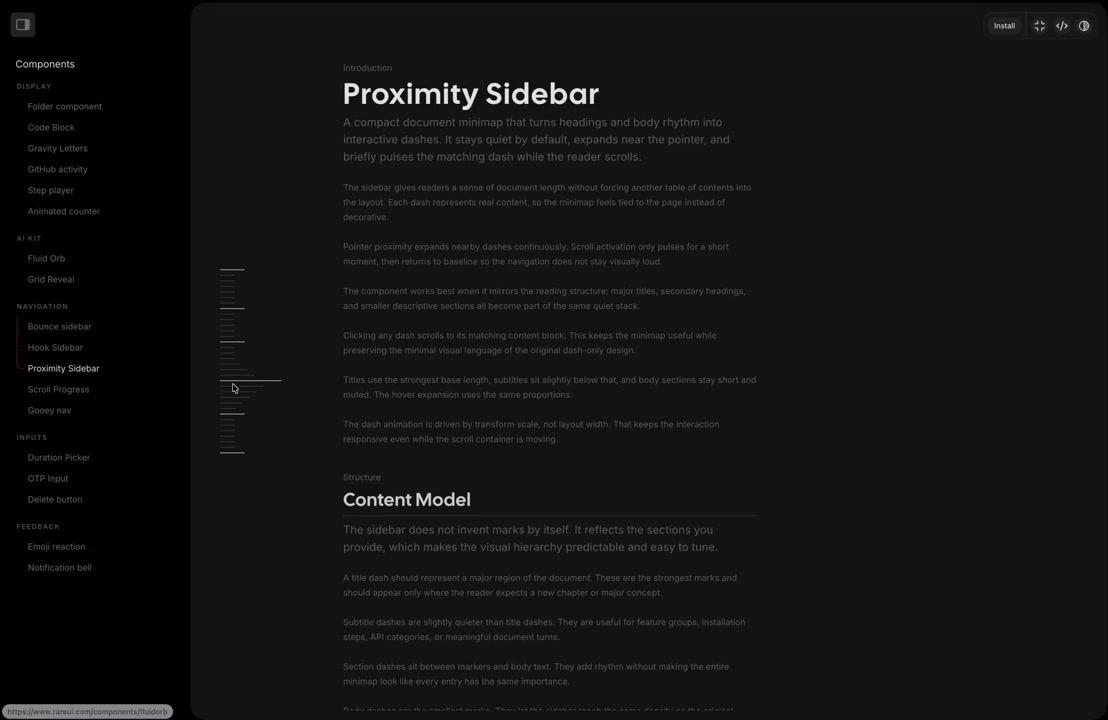 Install
Components
DISPLAY
Folder component
Code Block
Gravity Letters
GitHub activity
Step player
Animated counter
AI KIT
Fluid Orb
Grid Reveal
NAVIGATION
Bounce sidebar
Hook Sidebar
Proximity Sidebar
Scroll Progress
Gooey nav
INPUTS
Duration Picker
OTP Input
Delete button
FEEDBACK
Emoji reaction
Notification bell
https://www.rareui.com/components/fluidorb
Introduction
Proximity Sidebar
A compact document minimap that turns headings and body rhythm into
interactive dashes. It stays quiet by default, expands near the pointer, and
briefly pulses the matching dash while the reader scrolls.
The sidebar gives readers a sense of document length without forcing another table of contents into
the layout. Each dash represents real content, so the minimap feels tied to the page instead of
decorative.
Pointer proximity expands nearby dashes continuously. Scroll activation only pulses for a short
moment, then returns to baseline so the navigation does not stay visually loud.
The component works best when it mirrors the reading structure: major titles, secondary headings,
and smaller descriptive sections all become part of the same quiet stack.
Clicking any dash scrolls to its matching content block. This keeps the minimap useful while
preserving the minimal visual language of the original dash-only design.
Titles use the strongest base length, subtitles sit slightly below that, and body sections stay short and
muted. The hover expansion uses the same proportions.
The dash animation is driven by transform scale, not layout width. That keeps the interaction
responsive even while the scroll container is moving.
Structure
Content Model
The sidebar does not invent marks by itself. It reflects the sections you
provide, which makes the visual hierarchy predictable and easy to tune.
A title dash should represent a major region of the document. These are the strongest marks and
should appear only where the reader expects a new chapter or major concept.
Subtitle dashes are slightly quieter than title dashes. They are useful for feature groups, installation
steps, API categories, or meaningful document turns.
Section dashes sit between markers and body text. They add rhythm without making the entire
minimap look like every entry has the same importance.
Body dashes are the smallest marks. They let the sidebar reach the same density as the original